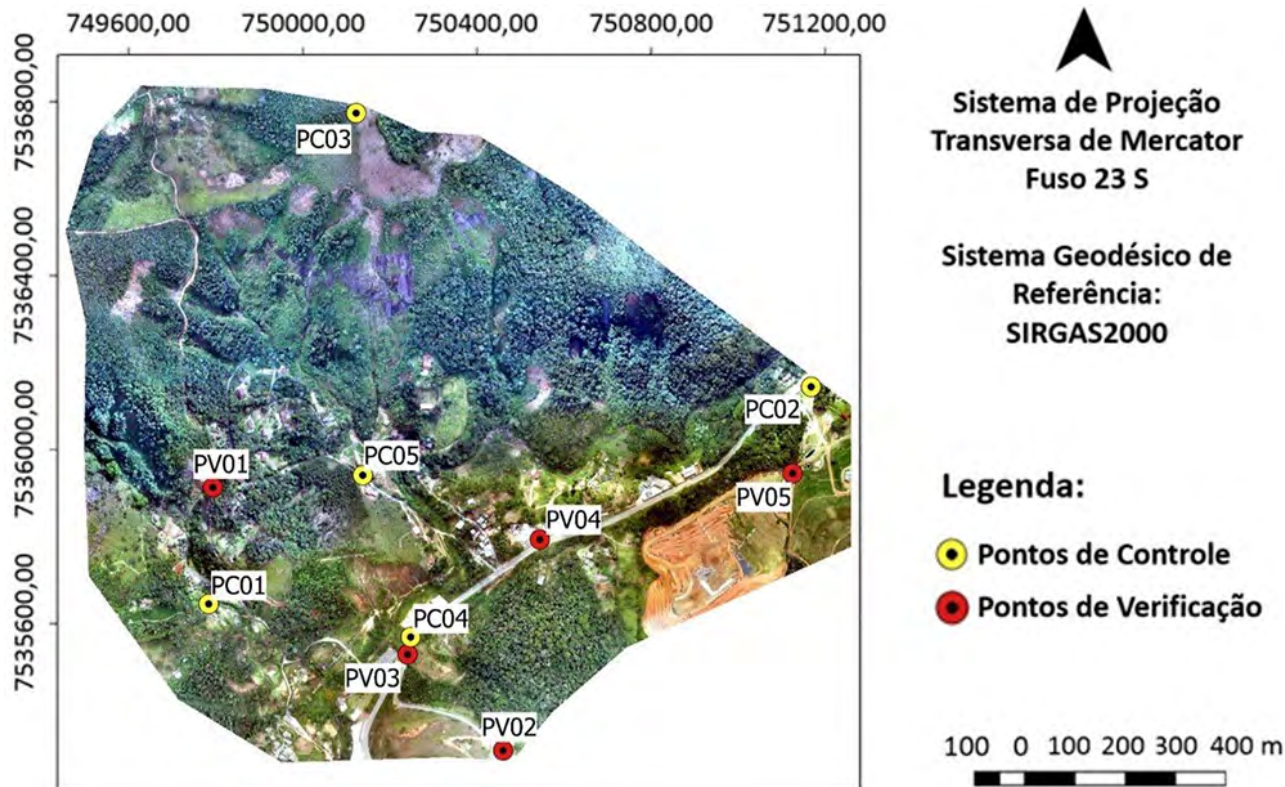 749600,00 750000,00 750400,00 750800,00 751200,00
7536800,00
7536400,00
7536000,00
7535600,00
PC03
PC02
PV01
PC05
PV05
PV04
PC01
PC04
PV03
PV02
Sistema de Projeção
Transversa de Mercator
Fuso 23 S
Sistema Geodésico de
Referência:
SIRGAS2000
Legenda:
Pontos de Controle
Pontos de Verificação
100 0 100 200 300 400 m